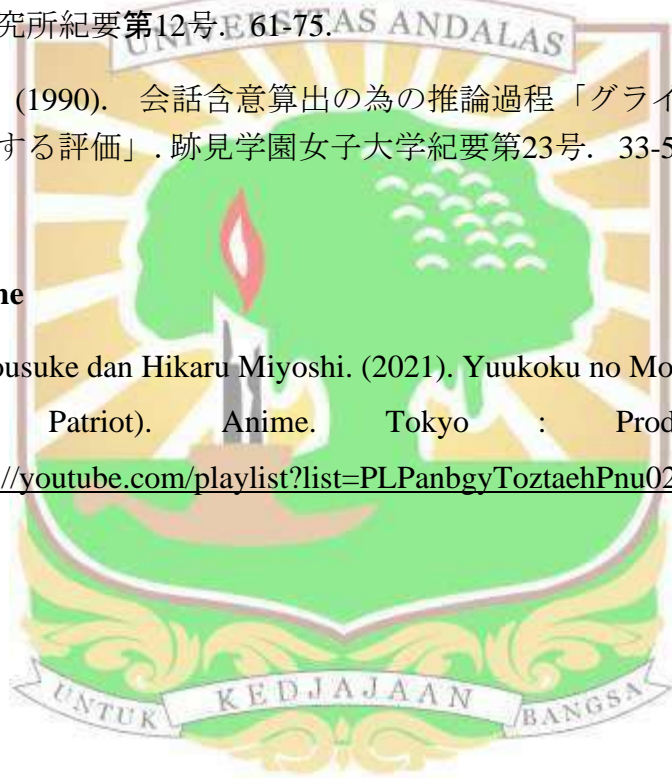 究所紀要第12号. 61-75.
UNIVERSITAS ANDALAS
(1990). 会話含意算出の為の推論過程「グライ
する評価」. 跡見学園女子大学紀要第23号. 33-5
ousuke dan Hikaru Miyoshi. (2021). Yuukoku no Mo
Patriot). Anime. Tokyo : Prod
//youtube.com/playlist?list=PLPanbgyToztaehPnu02
UNTUK KEDJAJAAN BANGSA